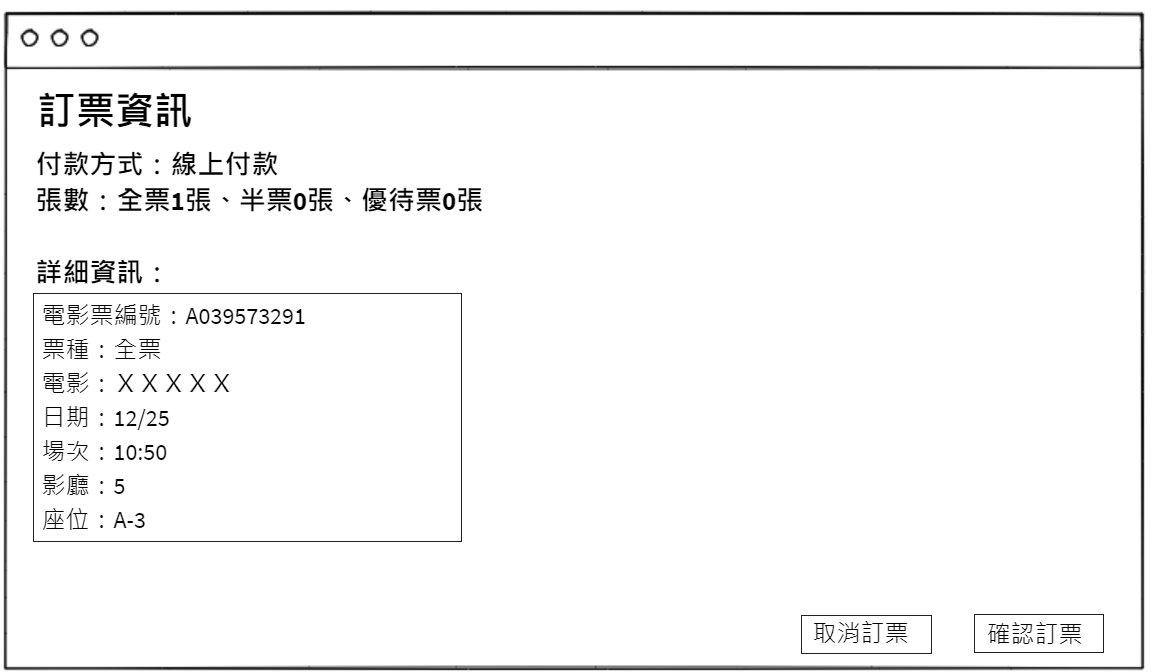 訂票資訊
付款方式：線上付款
張數：全票1張、半票0張、優待票0張
詳細資訊：
電影票編號：A039573291
票種：全票
電影：ＸＸＸＸＸ
日期：12/25
場次：10:50
影廳：5
座位：A-3
取消訂票
確認訂票